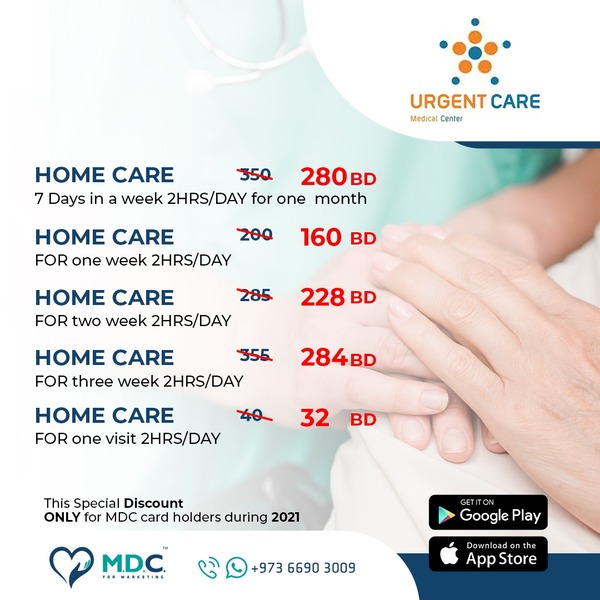 URGENT CARE
Medical Center
HOME CARE 350 280 BD
7 Days in a week 2HRS/DAY for one month
HOME CARE 200 160 BD
FOR one week 2HRS/DAY
HOME CARE 285 228 BD
FOR two week 2HRS/DAY
HOME CARE 355 284 BD
FOR three week 2HRS/DAY
HOME CARE 40 32 BD
FOR one visit 2HRS/DAY
This Special Discount
ONLY for MDC card holders during 2021
GET IT ON
Google Play
Download on the
App Store
M.D.C. TM
FOR MARKETING
+973 6690 3009